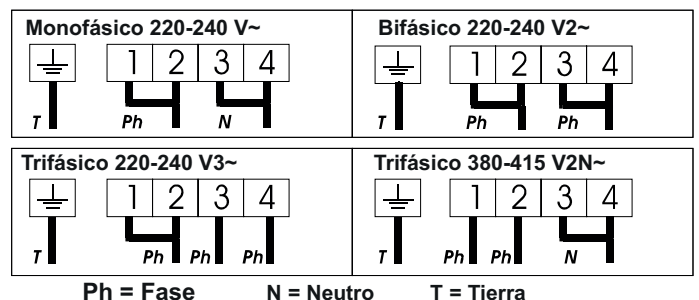 Monofásico 220-240 V~
1 2 3 4
T Ph N
Bifásico 220-240 V2~
1 2 3 4
T Ph Ph
Trifásico 220-240 V3~
1 2 3 4
T Ph Ph Ph
Trifásico 380-415 V2N~
1 2 3 4
T Ph Ph N
Ph = Fase N = Neutro T = Tierra